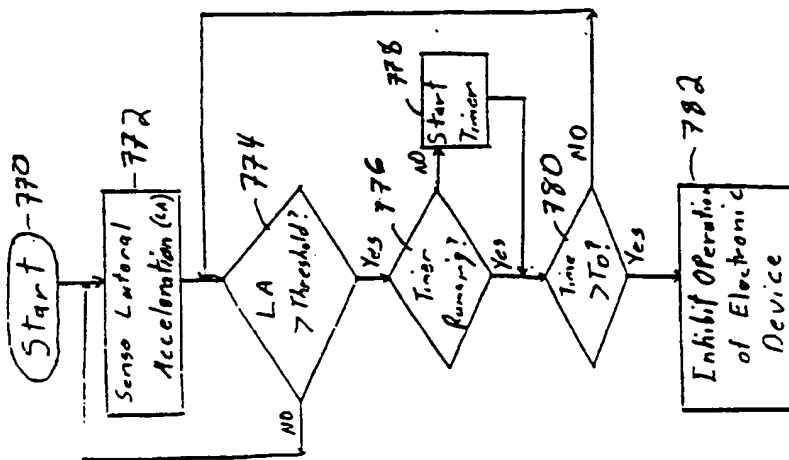 Start
770
Sense Lateral
Acceleration (LA)
772
LA
> Threshold?
774
NO
Yes
Timer
Running?
776
NO
Start
Timer
778
Yes
Time
> To?
780
NO
Yes
Inhibit Operation
of Electronic
Device
782